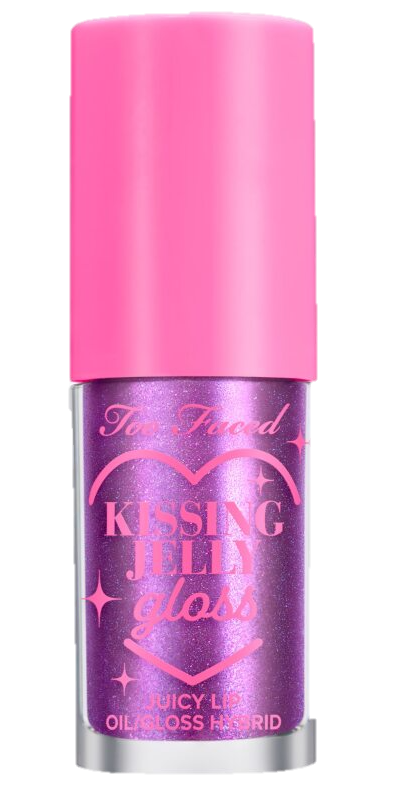 Too Faced
KISSING
JELLY
gloss
JUICY LIP
OIL/GLOSS HYBRID